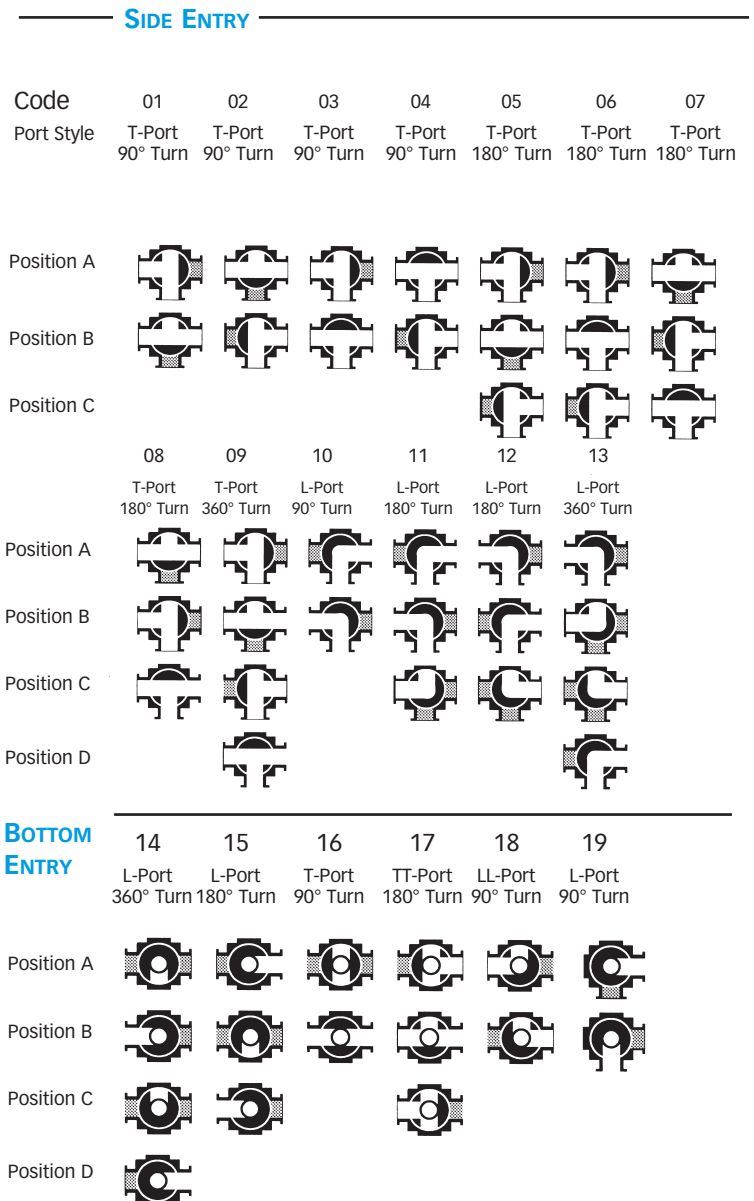 SIDE ENTRY
Code 01 02 03 04 05 06 07
Port Style T-Port T-Port T-Port T-Port T-Port T-Port T-Port
90° Turn 90° Turn 90° Turn 90° Turn 180° Turn 180° Turn 180° Turn
Position A
Position B
Position C
08 09 10 11 12 13
T-Port T-Port L-Port L-Port L-Port L-Port
180° Turn 360° Turn 90° Turn 180° Turn 180° Turn 360° Turn
Position A
Position B
Position C
Position D
BOTTOM
ENTRY
14 15 16 17 18 19
L-Port L-Port T-Port TT-Port LL-Port L-Port
360° Turn 180° Turn 90° Turn 180° Turn 90° Turn 90° Turn
Position A
Position B
Position C
Position D